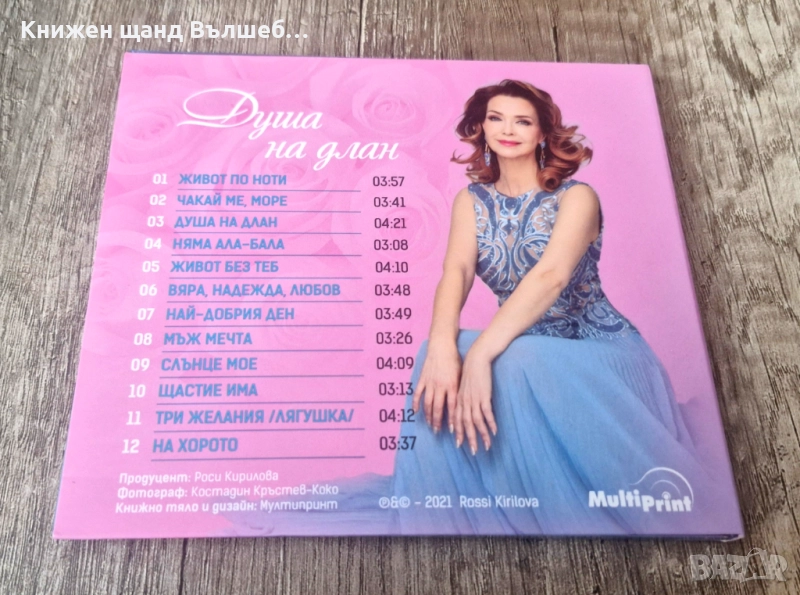 Книжен щанд Вълшеб...
Душа
на длан
01 ЖИВОТ ПО НОТИ 03:57
02 ЧАКАЙ МЕ, МОРЕ 03:41
03 ДУША НА ДЛАН 04:21
04 НЯМА АЛА-БАЛА 03:08
05 ЖИВОТ БЕЗ ТЕБ 04:10
06 ВЯРА, НАДЕЖДА, ЛЮБОВ 03:48
07 НАЙ-ДОБРИЯ ДЕН 03:49
08 МЪЖ МЕЧТА 03:26
09 СЛЪНЦЕ МОЕ 04:09
10 ЩАСТИЕ ИМА 03:13
11 ТРИ ЖЕЛАНИЯ /ЛЯГУШКА/ 04:12
12 НА ХОРОТО 03:37
Продуцент: Роси Кирилова
Фотограф: Костадин Кръстев-Коко
Книжно тяло и дизайн: Мултипринт
℗&© - 2021 Rossi Kirilova
MultiPrint
BAZAR